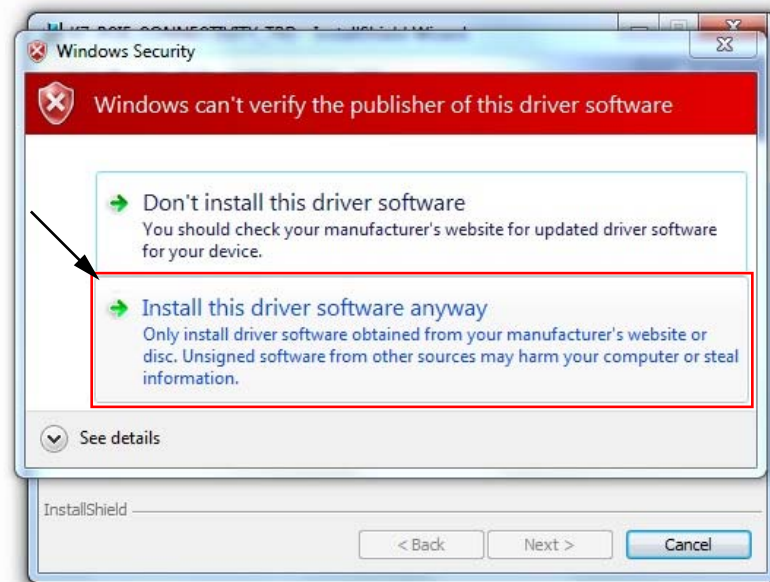 Windows Security
Windows can't verify the publisher of this driver software
Don't install this driver software
You should check your manufacturer's website for updated driver software
for your device.
Install this driver software anyway
Only install driver software obtained from your manufacturer's website or
disc. Unsigned software from other sources may harm your computer or steal
information.
See details
InstallShield
< Back
Next >
Cancel